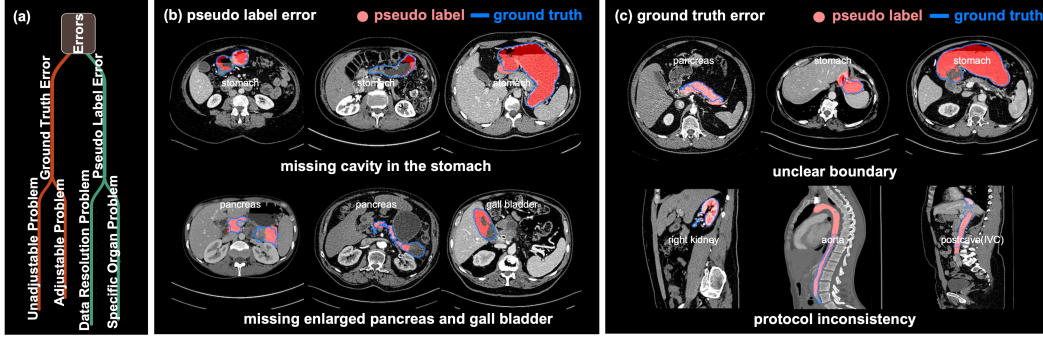 (a)
Errors
Ground Truth Error
Pseudo Label Error
Unadjustable Problem
Adjustable Problem
Data Resolution Problem
Specific Organ Problem
(b) pseudo label error
pseudo label
ground truth
stomach
stomach
stomach
missing cavity in the stomach
pancreas
pancreas
gall bladder
missing enlarged pancreas and gall bladder
(c) ground truth error
pseudo label
ground truth
pancreas
stomach
stomach
unclear boundary
right kidney
aorta
postcava(IVC)
protocol inconsistency